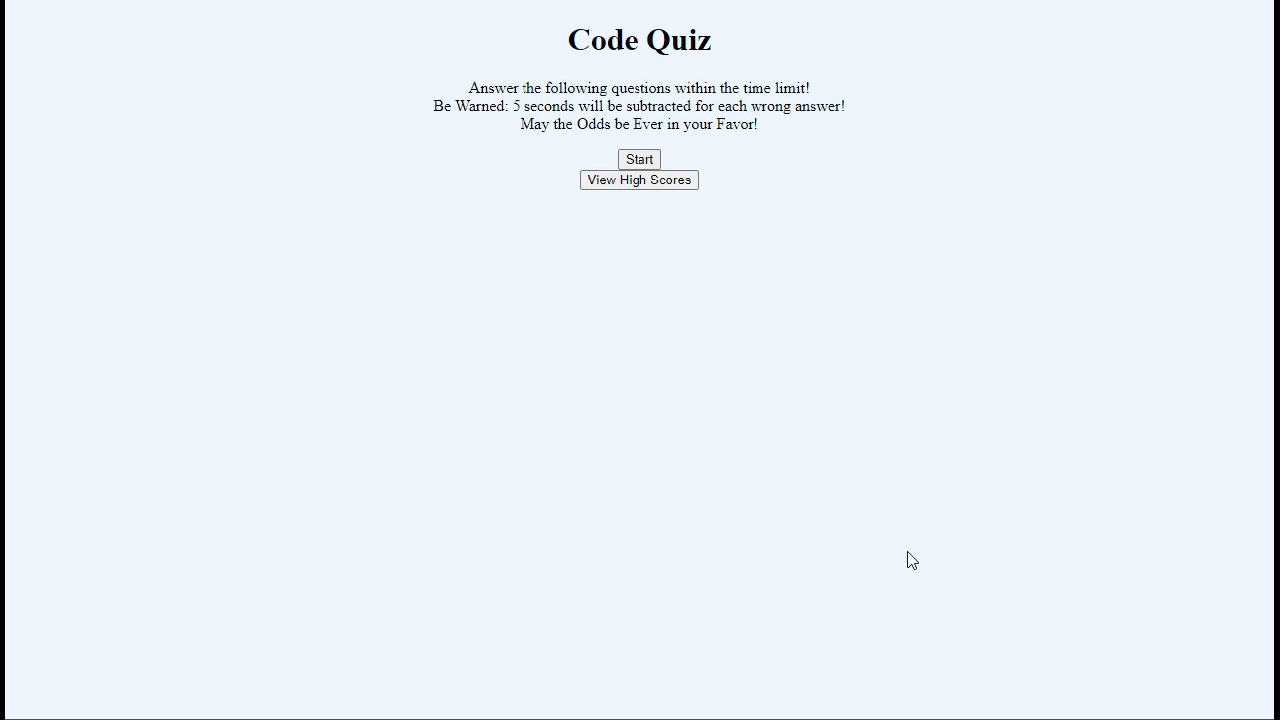 Code Quiz
Answer the following questions within the time limit!
Be Warned: 5 seconds will be subtracted for each wrong answer!
May the Odds be Ever in your Favor!
Start
View High Scores